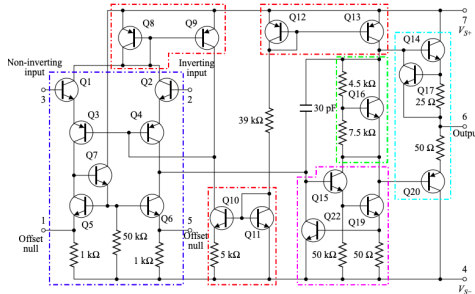 Q8
Q9
Q12
Q13
Q14
V_S+
7
Non-inverting
input
Inverting
input
Q1
Q2
3
2
4.5 kΩ
Q16
Q17
25 Ω
30 pF
39 kΩ
7.5 kΩ
6
Output
Q3
Q4
Q7
50 Ω
Q15
Q20
1
Q5
Q6
5
Offset
null
Offset
null
Q10
Q11
Q22
Q19
50 kΩ
1 kΩ
1 kΩ
5 kΩ
50 kΩ
50 Ω
4
V_S−